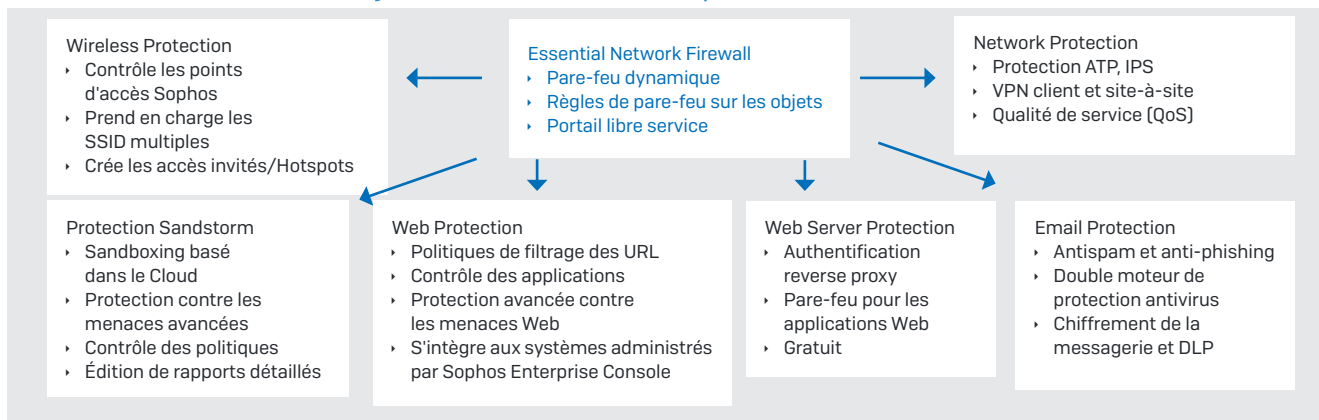 Wireless Protection
‣ Contrôle les points
d'accès Sophos
‣ Prend en charge les
SSID multiples
‣ Crée les accès invités/Hotspots
Essential Network Firewall
‣ Pare-feu dynamique
‣ Règles de pare-feu sur les objets
‣ Portail libre service
Network Protection
‣ Protection ATP, IPS
‣ VPN client et site-à-site
‣ Qualité de service (QoS)
Protection Sandstorm
‣ Sandboxing basé
dans le Cloud
‣ Protection contre les
menaces avancées
‣ Contrôle des politiques
‣ Édition de rapports détaillés
Web Protection
‣ Politiques de filtrage des URL
‣ Contrôle des applications
‣ Protection avancée contre
les menaces Web
‣ S'intègre aux systèmes administrés
par Sophos Enterprise Console
Web Server Protection
‣ Authentification
reverse proxy
‣ Pare-feu pour les
applications Web
‣ Gratuit
Email Protection
‣ Antispam et anti-phishing
‣ Double moteur de
protection antivirus
‣ Chiffrement de la
messagerie et DLP